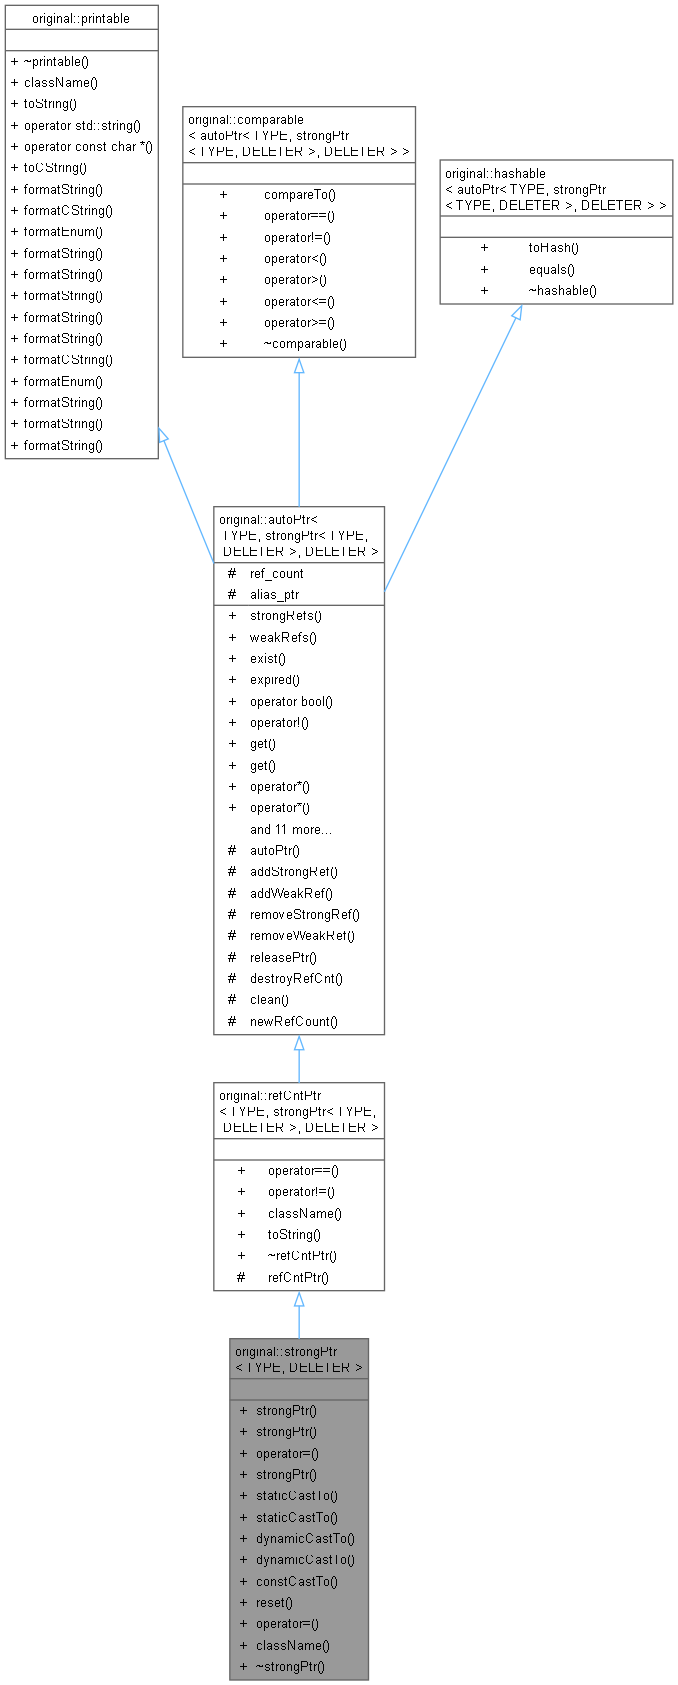 original::printable
+ ~printable()
+ className()
+ toString()
+ operator std::string()
+ operator const char *()
+ toCString()
+ formatString()
+ formatCString()
+ formatEnum()
+ formatString()
+ formatString()
+ formatString()
+ formatString()
+ formatString()
+ formatCString()
+ formatEnum()
+ formatString()
+ formatString()
+ formatString()
original::comparable
< autoPtr< TYPE, strongPtr
< TYPE, DELETER >, DELETER > >
+ compareTo()
+ operator==()
+ operator!=()
+ operator<()
+ operator>()
+ operator<=()
+ operator>=()
+ ~comparable()
original::hashable
< autoPtr< TYPE, strongPtr
< TYPE, DELETER >, DELETER > >
+ toHash()
+ equals()
+ ~hashable()
original::autoPtr<
TYPE, strongPtr< TYPE,
DELETER >, DELETER >
# ref_count
# alias_ptr
+ strongRefs()
+ weakRefs()
+ exist()
+ expired()
+ operator bool()
+ operator!()
+ get()
+ get()
+ operator*()
+ operator*()
and 11 more...
# autoPtr()
# addStrongRef()
# addWeakRef()
# removeStrongRef()
# removeWeakRef()
# releasePtr()
# destroyRefCnt()
# clean()
# newRefCount()
original::refCntPtr
< TYPE, strongPtr< TYPE,
DELETER >, DELETER >
+ operator==()
+ operator!=()
+ className()
+ toString()
+ ~refCntPtr()
# refCntPtr()
original::strongPtr
< TYPE, DELETER >
+ strongPtr()
+ strongPtr()
+ operator=()
+ strongPtr()
+ staticCastTo()
+ staticCastTo()
+ dynamicCastTo()
+ dynamicCastTo()
+ constCastTo()
+ reset()
+ operator=()
+ className()
+ ~strongPtr()